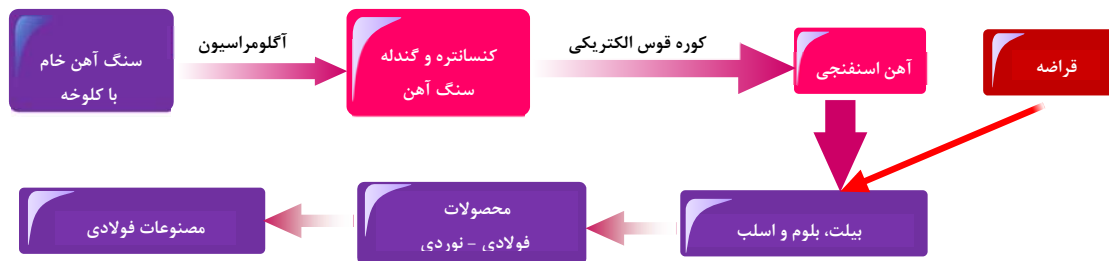 سنگ آهن خام
با کلوخه
آگلومراسیون
کنسانتره و گندله
سنگ آهن
کوره قوس الکتریکی
آهن اسفنجی
قراضه
بیلت، بلوم و اسلب
محصولات
فولادی - نوردی
مصنوعات فولادی